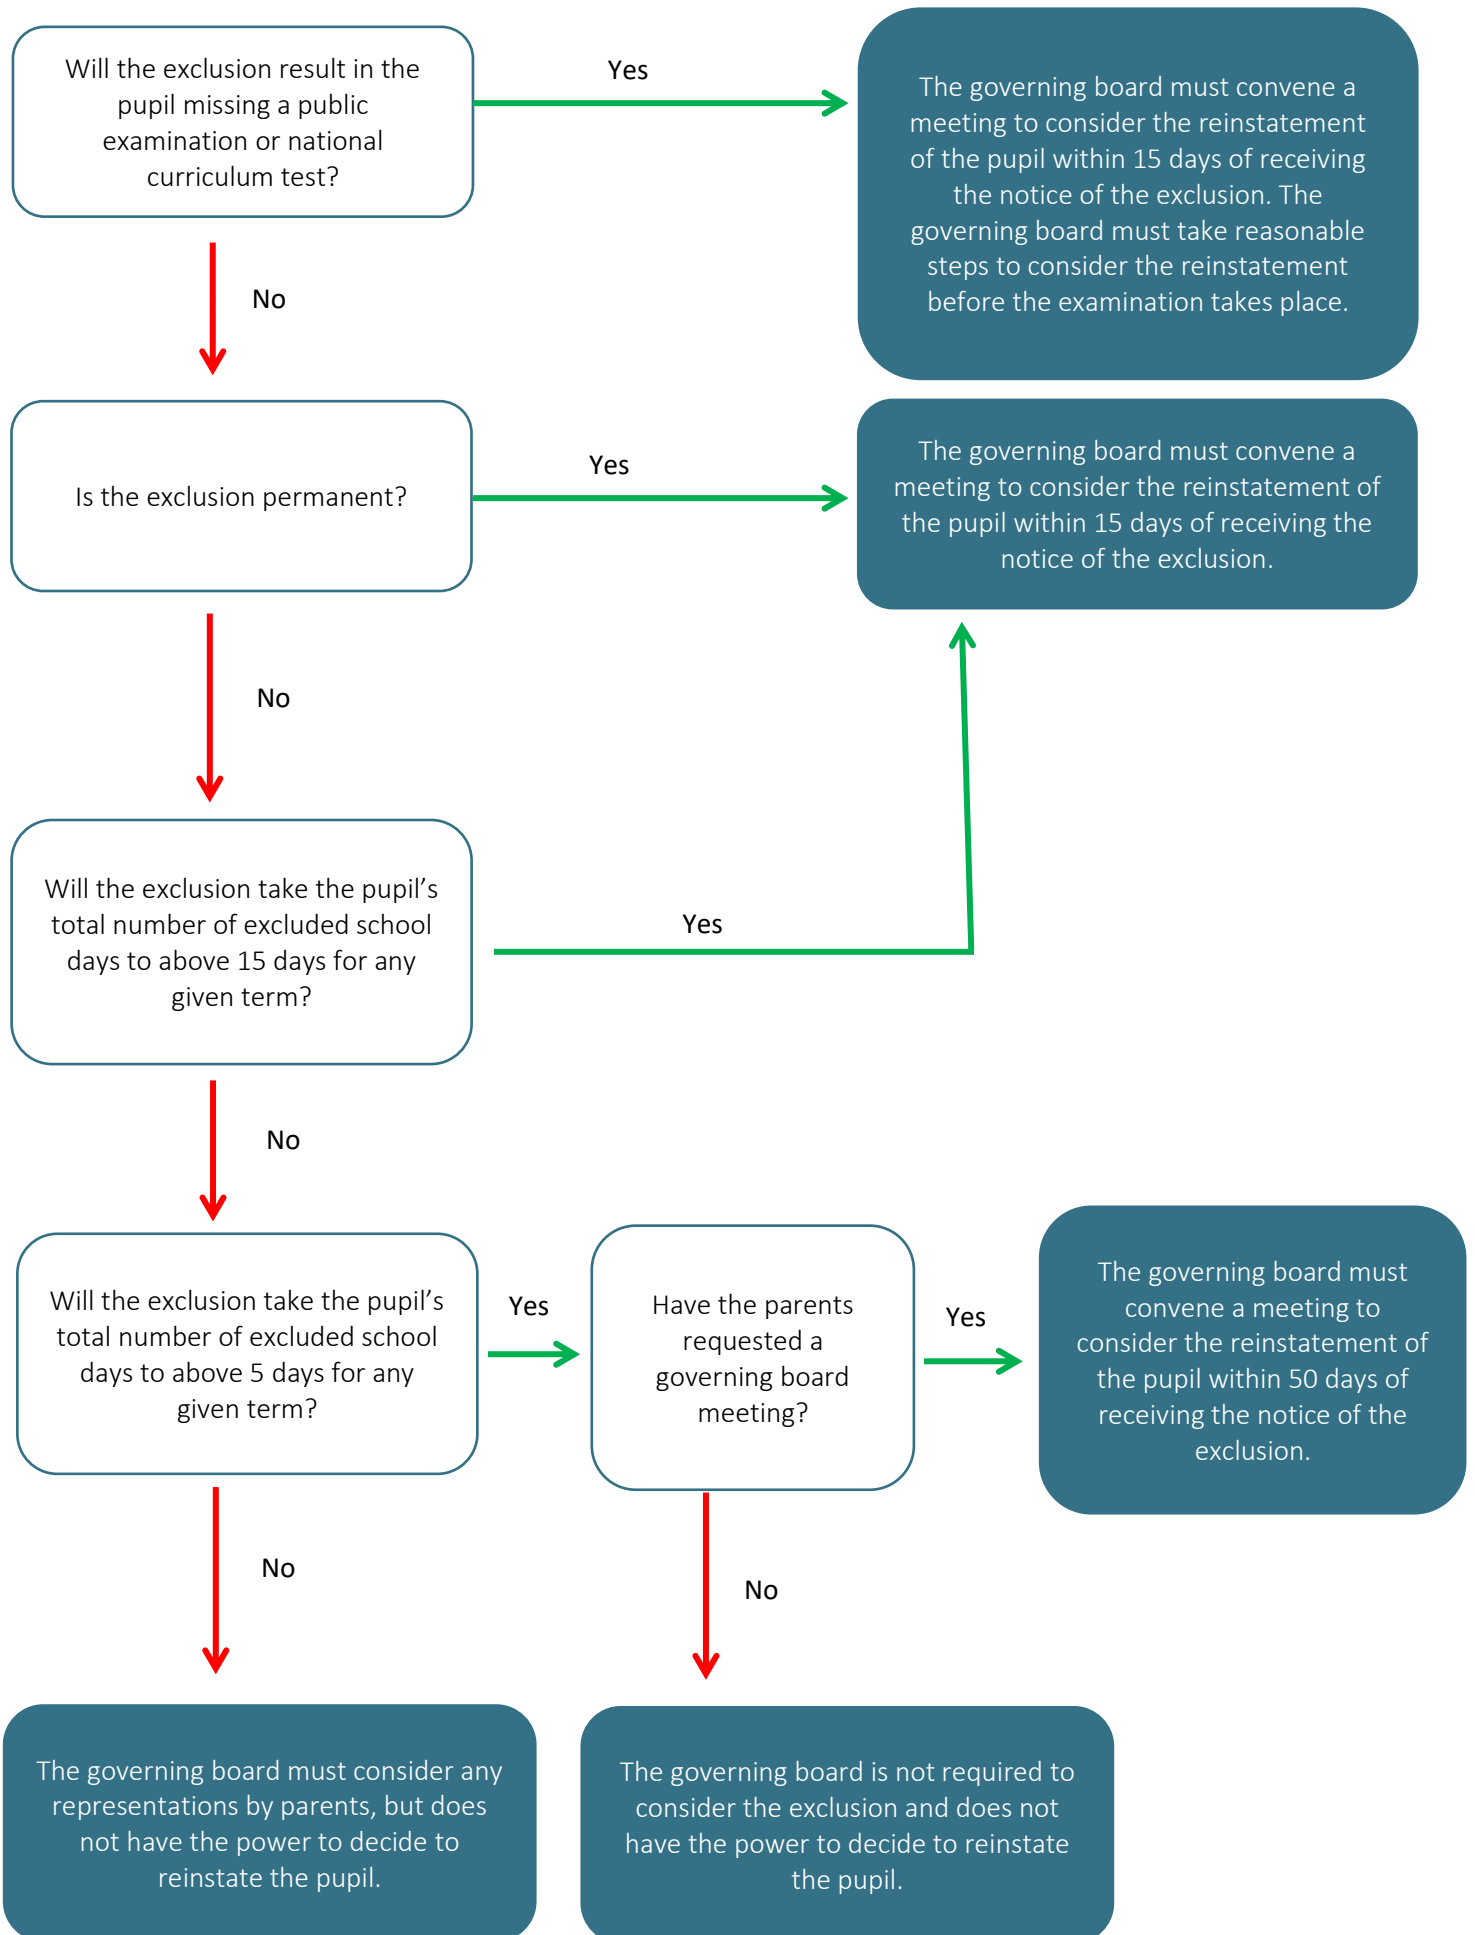 Will the exclusion result in the
pupil missing a public
examination or national
curriculum test?
Yes
The governing board must convene a
meeting to consider the reinstatement
of the pupil within 15 days of receiving
the notice of the exclusion. The
governing board must take reasonable
steps to consider the reinstatement
before the examination takes place.
No
Is the exclusion permanent?
Yes
The governing board must convene a
meeting to consider the reinstatement of
the pupil within 15 days of receiving the
notice of the exclusion.
No
Will the exclusion take the pupil’s
total number of excluded school
days to above 15 days for any
given term?
Yes
No
Will the exclusion take the pupil’s
total number of excluded school
days to above 5 days for any
given term?
Yes
Have the parents
requested a
governing board
meeting?
Yes
The governing board must
convene a meeting to
consider the reinstatement of
the pupil within 50 days of
receiving the notice of the
exclusion.
No
No
The governing board must consider any
representations by parents, but does
not have the power to decide to
reinstate the pupil.
The governing board is not required to
consider the exclusion and does not
have the power to decide to reinstate
the pupil.